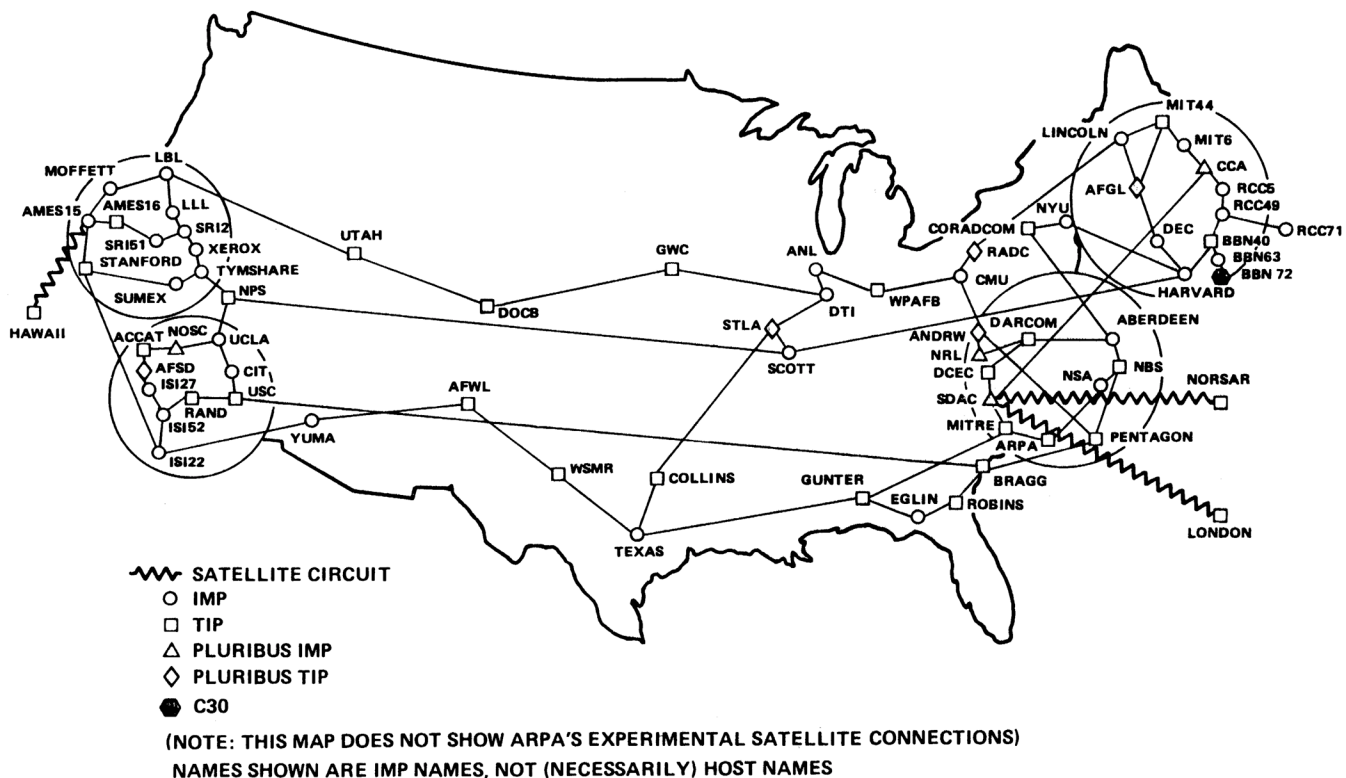 MIT44
LINCOLN
MIT6
CCA
AFGL
RCC5
RCC49
RCC71
DEC
BBN40
BBN63
BBN 72
HARVARD
LBL
MOFFETT
LLL
AMES16
AMES15
SRI2
SRI51
XEROX
STANFORD
TYMSHARE
SUMEX
NPS
HAWAII
UTAH
GWC
DOCB
ANL
WPAFB
DTI
STLA
SCOTT
NYU
CORADCOM
RADC
CMU
ANDRW
DARCOM
ABERDEEN
NRL
DCEC
NSA
NBS
SDAC
NORSAR
MITRE
ARPA
PENTAGON
BRAGG
LONDON
ACCAT
NOSC
UCLA
AFSD
CIT
ISI27
RAND
USC
ISI52
ISI22
YUMA
AFWL
WSMR
COLLINS
TEXAS
GUNTER
EGLIN
ROBINS
SATELLITE CIRCUIT
IMP
TIP
PLURIBUS IMP
PLURIBUS TIP
C30
(NOTE: THIS MAP DOES NOT SHOW ARPA'S EXPERIMENTAL SATELLITE CONNECTIONS)
NAMES SHOWN ARE IMP NAMES, NOT (NECESSARILY) HOST NAMES